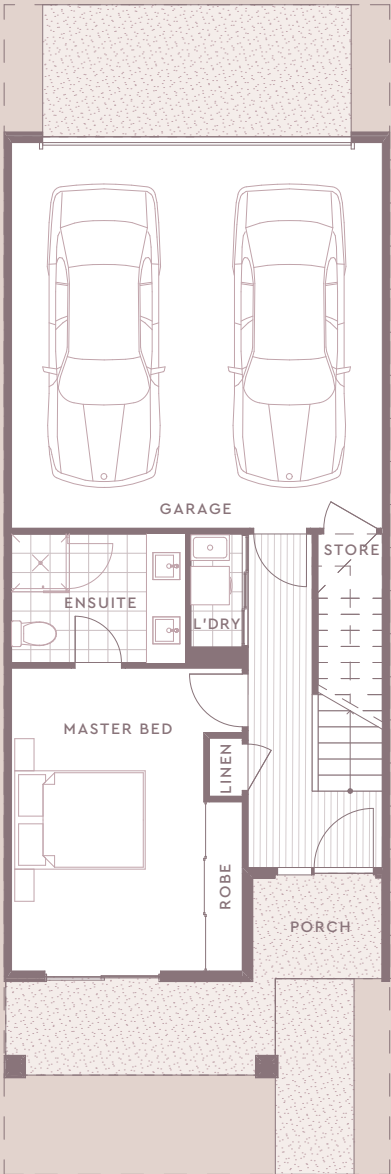 GARAGE
STORE
ENSUITE
L'DRY
MASTER BED
LINEN
ROBE
PORCH